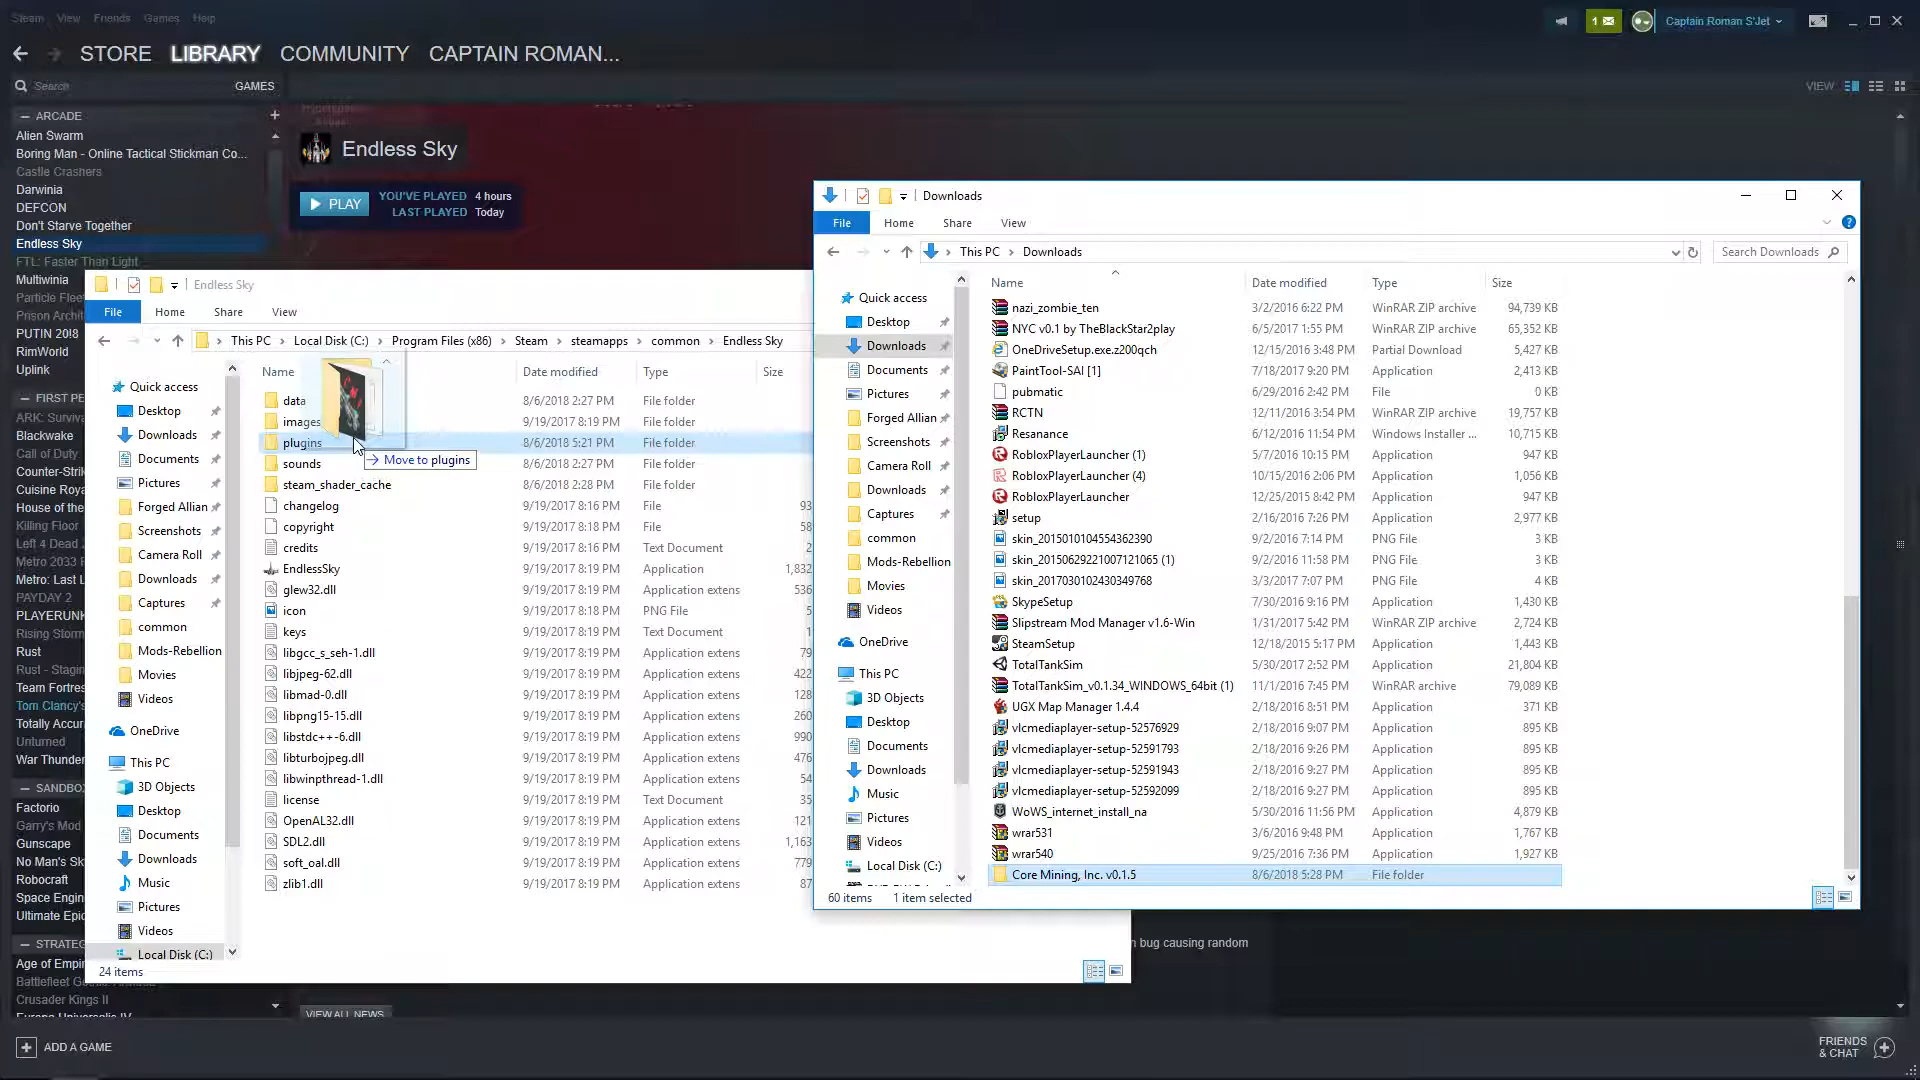 Steam View Friends Games Help
1
Captain Roman S'Jet
STORE LIBRARY COMMUNITY CAPTAIN ROMAN...
Search
GAMES
VIEW
ARCADE
Alien Swarm
Boring Man - Online Tactical Stickman Co...
Castle Crashers
Darwinia
DEFCON
Don't Starve Together
Endless Sky
FTL: Faster Than Light
Multiwinia
Particle Flee
Prison Archit
PUTIN 20!8
RimWorld
Uplink
FIRST PE
ARK: Surviva
Blackwake
Call of Duty
Counter-Strik
Cuisine Roya
House of the
Killing Floor
Left 4 Dead
Metro 2033 F
Metro: Last L
PAYDAY 2
PLAYERUNK
Rising Storm
Rust
Rust - Stagin
Team Fortres
Tom Clancy's
Totally Accur
Unturned
War Thunder
SANDBO
Factorio
Garry's Mod
Gunscape
No Man's Sk
Robocraft
Space Engin
Ultimate Epic
STRATEG
Age of Empir
Crusader Kings II
ADD A GAME
Endless Sky
PLAY
YOU'VE PLAYED 4 hours
LAST PLAYED Today
Endless Sky
File Home Share View
This PC Local Disk (C:) Program Files (x86) Steam steamapps common Endless Sky
Quick access
Desktop
Downloads
Documents
Pictures
Forged Allian
Screenshots
Camera Roll
Downloads
Captures
common
Mods-Rebellion
Movies
Videos
OneDrive
This PC
3D Objects
Desktop
Documents
Downloads
Music
Pictures
Videos
Local Disk (C:)
Name Date modified Type Size
data 8/6/2018 2:27 PM File folder
images 9/19/2017 8:19 PM File folder
plugins 8/6/2018 5:21 PM File folder
Move to plugins
sounds 8/6/2018 2:27 PM File folder
steam_shader_cache 8/6/2018 2:28 PM File folder
changelog 9/19/2017 8:16 PM File 93
copyright 9/19/2017 8:18 PM File 58
credits 9/19/2017 8:16 PM Text Document 2
EndlessSky 9/19/2017 8:19 PM Application 1,832
glew32.dll 9/19/2017 8:19 PM Application extens 536
icon 9/19/2017 8:18 PM PNG File 5
keys 9/19/2017 8:19 PM Text Document 1
libgcc_s_seh-1.dll 9/19/2017 8:19 PM Application extens 79
libjpeg-62.dll 9/19/2017 8:19 PM Application extens 422
libmad-0.dll 9/19/2017 8:19 PM Application extens 128
libpng15-15.dll 9/19/2017 8:19 PM Application extens 260
libstdc++-6.dll 9/19/2017 8:19 PM Application extens 990
libturbojpeg.dll 9/19/2017 8:19 PM Application extens 476
libwinpthread-1.dll 9/19/2017 8:19 PM Application extens 54
license 9/19/2017 8:19 PM Text Document 35
OpenAL32.dll 9/19/2017 8:19 PM Application extens 121
SDL2.dll 9/19/2017 8:19 PM Application extens 1,163
soft_oal.dll 9/19/2017 8:19 PM Application extens 779
zlib1.dll 9/19/2017 8:19 PM Application extens 87
24 items
Downloads
File Home Share View
This PC Downloads
Search Downloads
Quick access
Desktop
Downloads
Documents
Pictures
Forged Allian
Screenshots
Camera Roll
Downloads
Captures
common
Mods-Rebellion
Movies
Videos
OneDrive
This PC
3D Objects
Desktop
Documents
Downloads
Music
Pictures
Videos
Local Disk (C:)
Name Date modified Type Size
nazi_zombie_ten 3/2/2016 6:22 PM WinRAR ZIP archive 94,739 KB
NYC v0.1 by TheBlackStar2play 6/5/2017 1:55 PM WinRAR ZIP archive 65,352 KB
OneDriveSetup.exe.z200qch 12/15/2016 3:48 PM Partial Download 5,427 KB
PaintTool-SAI [1] 7/18/2017 9:20 PM Application 2,413 KB
pubmatic 6/29/2016 2:42 PM File 0 KB
RCTN 12/11/2016 3:54 PM WinRAR ZIP archive 19,757 KB
Resanance 6/12/2016 11:54 PM Windows Installer ... 10,715 KB
RobloxPlayerLauncher (1) 5/7/2016 10:15 PM Application 947 KB
RobloxPlayerLauncher (4) 10/15/2016 2:06 PM Application 1,056 KB
RobloxPlayerLauncher 12/25/2015 8:42 PM Application 947 KB
setup 2/16/2016 7:26 PM Application 2,977 KB
skin_2015010104554362390 9/2/2016 7:14 PM PNG File 3 KB
skin_20150629221007121065 (1) 9/2/2016 11:58 PM PNG File 3 KB
skin_2017030102430349768 3/3/2017 7:07 PM PNG File 4 KB
SkypeSetup 7/30/2016 9:16 PM Application 1,430 KB
Slipstream Mod Manager v1.6-Win 1/31/2017 5:42 PM WinRAR ZIP archive 2,724 KB
SteamSetup 12/18/2015 5:17 PM Application 1,443 KB
TotalTankSim 5/30/2017 2:52 PM Application 21,804 KB
TotalTankSim_v0.1.34_WINDOWS_64bit (1) 11/1/2016 7:45 PM WinRAR archive 79,089 KB
UGX Map Manager 1.4.4 2/18/2016 8:51 PM Application 371 KB
vlcmediaplayer-setup-52576929 2/18/2016 9:07 PM Application 895 KB
vlcmediaplayer-setup-52591793 2/18/2016 9:26 PM Application 895 KB
vlcmediaplayer-setup-52591943 2/18/2016 9:27 PM Application 895 KB
vlcmediaplayer-setup-52592099 2/18/2016 9:27 PM Application 895 KB
WoWS_internet_install_na 5/30/2016 11:56 PM Application 4,879 KB
wrar531 3/6/2016 9:48 PM Application 1,767 KB
wrar540 9/25/2016 7:36 PM Application 1,927 KB
Core Mining, Inc. v0.1.5 8/6/2018 5:28 PM File folder
60 items 1 item selected
n bug causing random
VIEW ALL NEWS
FRIENDS
& CHAT